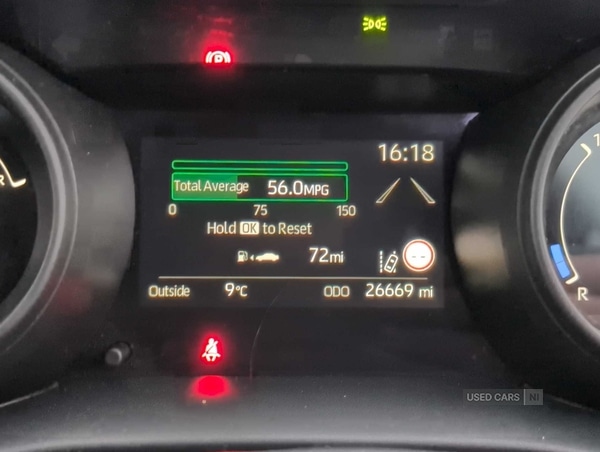 P
16:18
Total Average 56.0MPG
0 75 150
Hold OK to Reset
72mi
Outside 9°C ODO 26669 mi
R
R
USED CARS NI